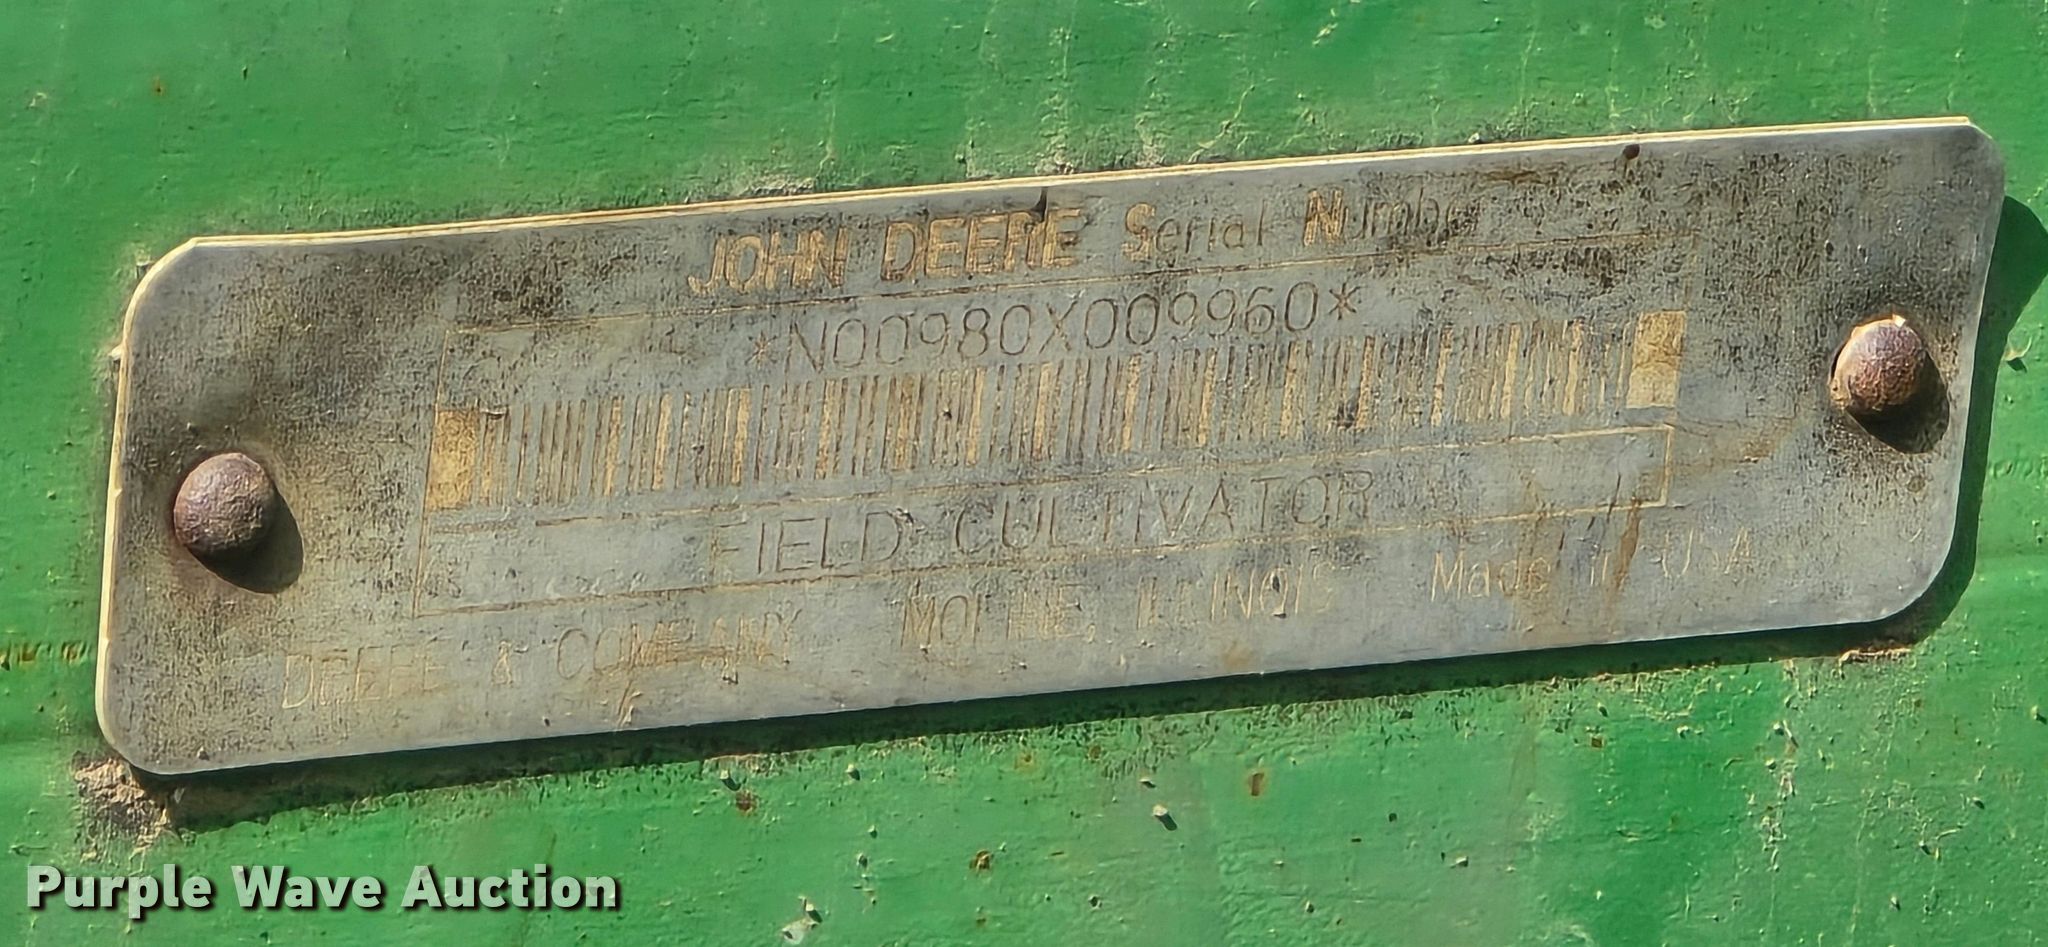 JOHN DEERE Serial Number
*N00980X009960*
FIELD CULTIVATOR
DEERE & COMPANY MOLINE, ILLINOIS Made in USA
Purple Wave Auction